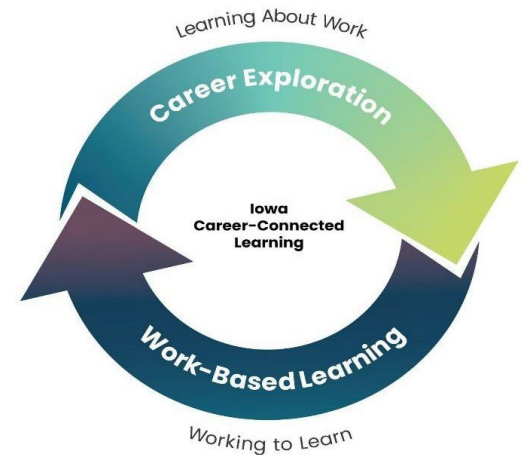 Learning About Work
Career Exploration
Iowa
Career-Connected
Learning
Work-Based Learning
Working to Learn